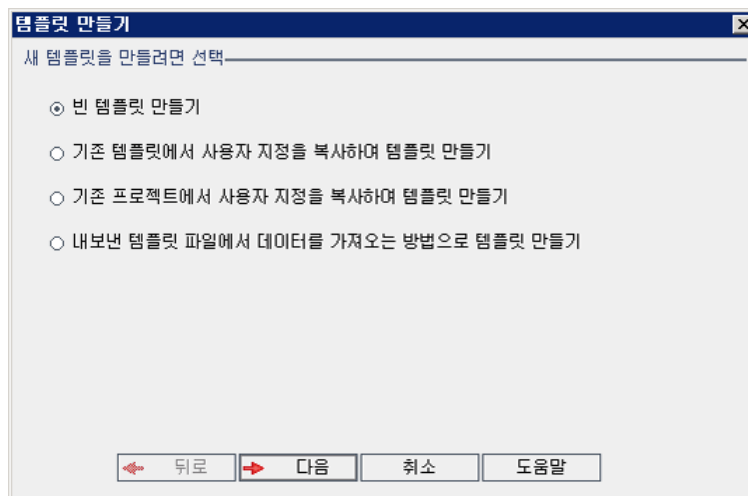 템플릿 만들기
새 템플릿을 만들려면 선택
빈 템플릿 만들기
기존 템플릿에서 사용자 지정을 복사하여 템플릿 만들기
기존 프로젝트에서 사용자 지정을 복사하여 템플릿 만들기
내보낸 템플릿 파일에서 데이터를 가져오는 방법으로 템플릿 만들기
뒤로 다음 취소 도움말